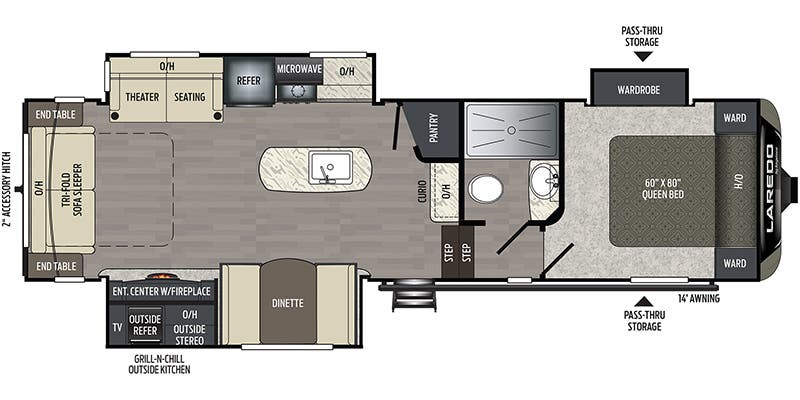 PASS-THRU
STORAGE
O/H
REFER
MICROWAVE
O/H
THEATER
SEATING
WARDROBE
END TABLE
PANTRY
WARD
2" ACCESSORY HITCH
O/H
TRI-FOLD
SOFA SLEEPER
CURIO
O/H
60" X 80"
QUEEN BED
O/H
LAREDO
STEP
STEP
END TABLE
WARD
ENT. CENTER W/FIREPLACE
DINETTE
14' AWNING
TV
OUTSIDE
REFER
O/H
OUTSIDE
STEREO
PASS-THRU
STORAGE
GRILL-N-CHILL
OUTSIDE KITCHEN